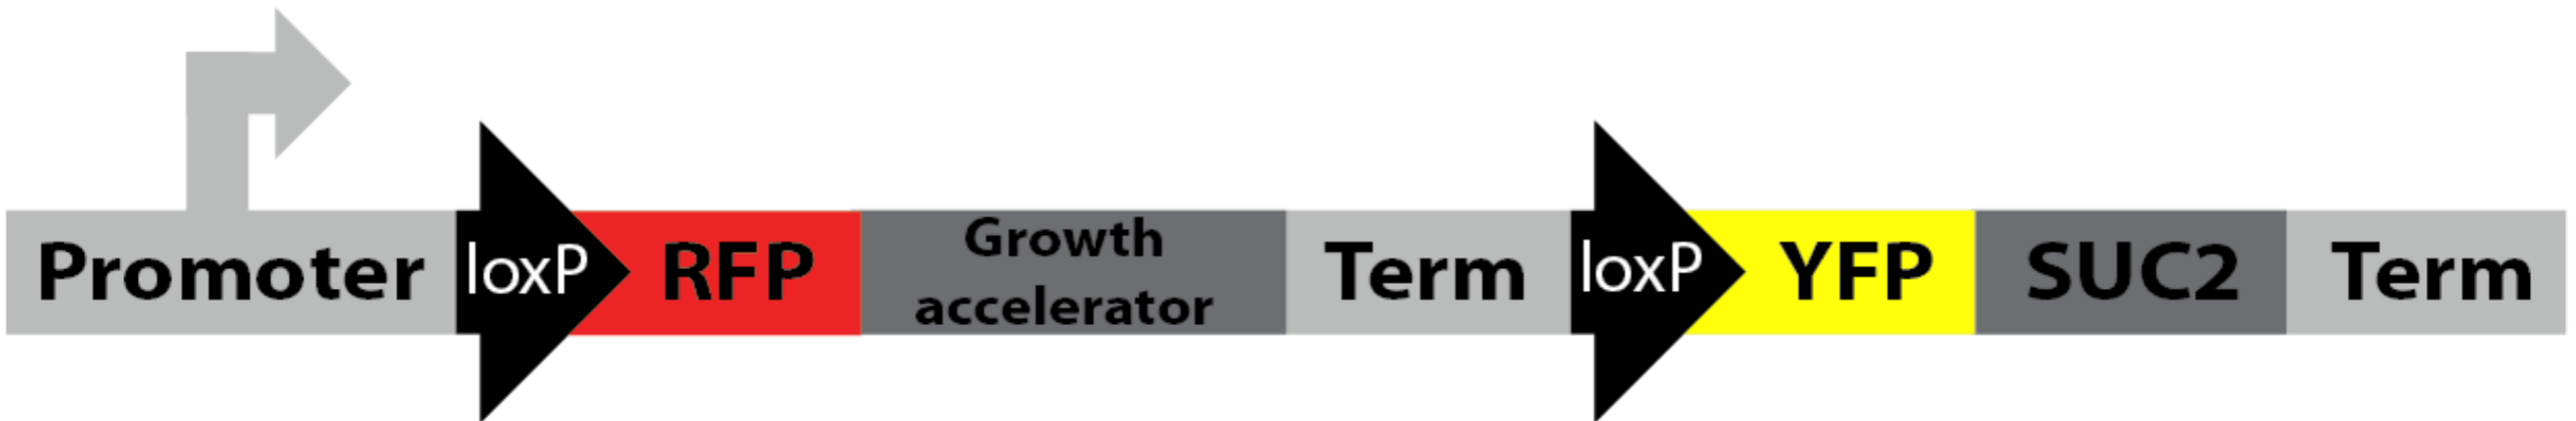 Promoter loxP RFP Growth accelerator Term loxP YFP SUC2 Term